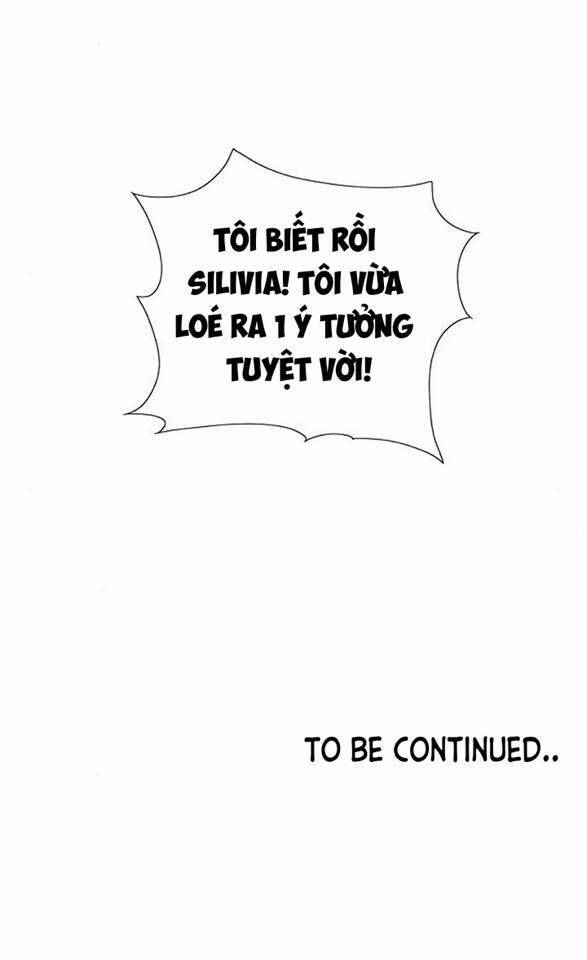 TÔI BIẾT RỒI
SILIVIA! TÔI VỪA
LOÉ RA 1 Ý TƯỞNG
TUYỆT VỜI!
TO BE CONTINUED..